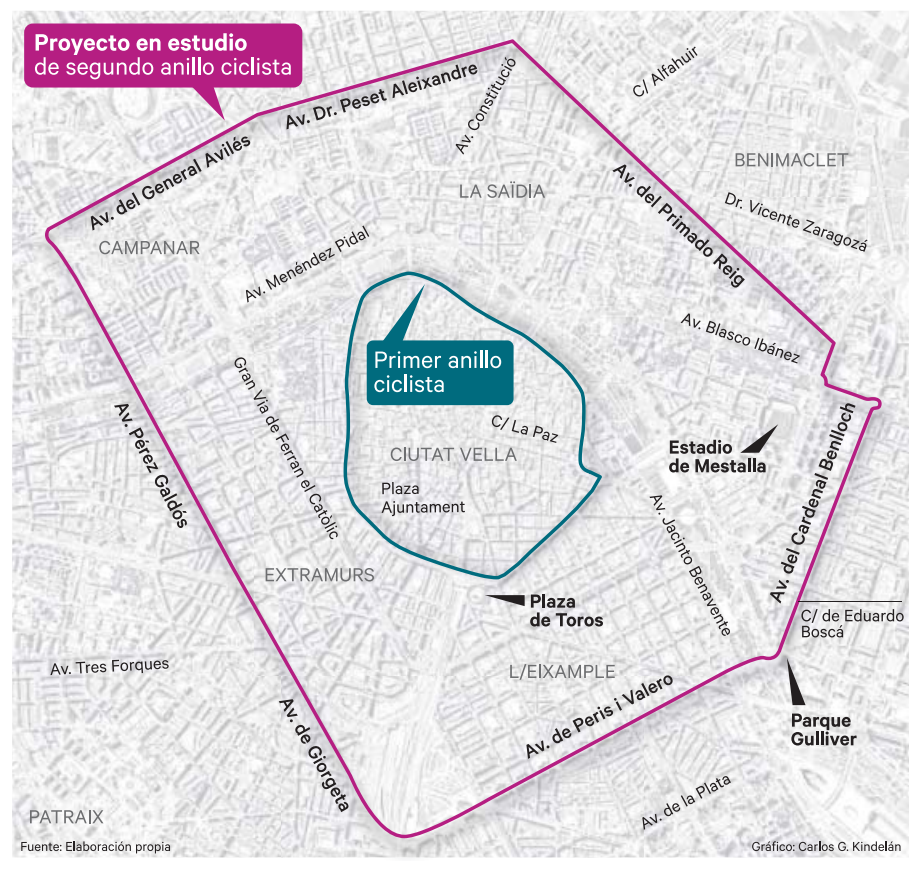 Proyecto en estudio
de segundo anillo ciclista
Av. Dr. Peset Aleixandre
Av. Constitució
C/ Alfahuir
Av. del General Avilés
LA SAÏDIA
BENIMACLET
Av. del Primado Reig
Dr. Vicente Zaragozá
CAMPANAR
Av. Menéndez Pidal
Av. Blasco Ibánez
Primer anillo
ciclista
Gran Via de Ferran el Catòlic
Av. Pérez Galdós
C/ La Paz
CIUTAT VELLA
Estadio
de Mestalla
Av. del Cardenal Benlloch
Plaza
Ajuntament
Av. Jacinto Benavente
EXTRAMURS
Plaza
de Toros
C/ de Eduardo
Boscá
Av. Tres Forques
L/EIXAMPLE
Av. de Peris i Valero
Av. de Giorgeta
Parque
Gulliver
Av. de la Plata
PATRAIX
Fuente: Elaboración propia
Gráfico: Carlos G. Kindelán